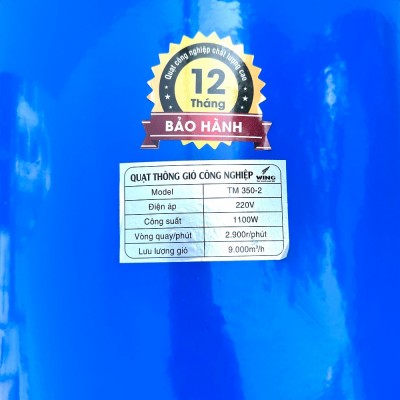 Quạt công nghiệp chất lượng cao
12
Tháng
BẢO HÀNH
QUẠT THÔNG GIÓ CÔNG NGHIỆP WING
Model TM 350-2
Điện áp 220V
Công suất 1100W
Vòng quay/phút 2.900r/phút
Lưu lượng gió 9.000m³/h